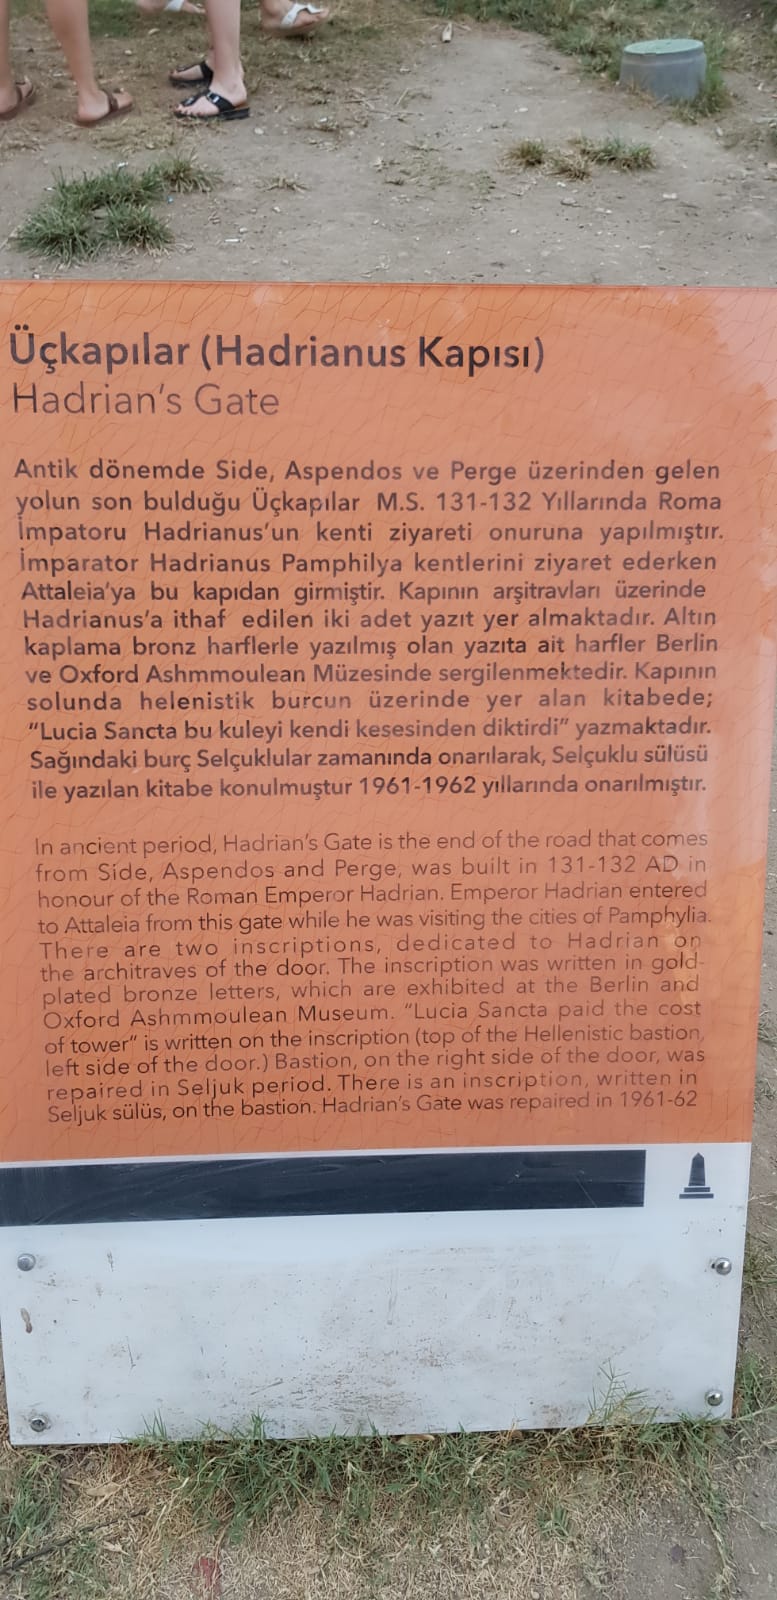 Üçkapılar (Hadrianus Kapısı)
Hadrian's Gate
Antik dönemde Side, Aspendos ve Perge üzerinden gelen
yolun son bulduğu Üçkapılar M.S. 131-132 Yıllarında Roma
İmpatoru Hadrianus'un kenti ziyareti onuruna yapılmıştır.
İmparator Hadrianus Pamphilya kentlerini ziyaret ederken
Attaleia'ya bu kapıdan girmiştir. Kapının arşitravları üzerinde
Hadrianus'a ithaf edilen iki adet yazıt yer almaktadır. Altın
kaplama bronz harflerle yazılmış olan yazıta ait harfler Berlin
ve Oxford Ashmmoulean Müzesinde sergilenmektedir. Kapının
solunda helenistik burcun üzerinde yer alan kitabede;
“Lucia Sancta bu kuleyi kendi kesesinden diktirdi” yazmaktadır.
Sağındaki burç Selçuklular zamanında onarılarak, Selçuklu sülüsü
ile yazılan kitabe konulmuştur 1961-1962 yıllarında onarılmıştır.
In ancient period, Hadrian's Gate is the end of the road that comes
from Side, Aspendos and Perge, was built in 131-132 AD in
honour of the Roman Emperor Hadrian. Emperor Hadrian entered
to Attaleia from this gate while he was visiting the cities of Pamphylia.
There are two inscriptions, dedicated to Hadrian on
the architraves of the door. The inscription was written in gold-
plated bronze letters, which are exhibited at the Berlin and
Oxford Ashmmoulean Museum. “Lucia Sancta paid the cost
of tower” is written on the inscription (top of the Hellenistic bastion,
left side of the door.) Bastion, on the right side of the door, was
repaired in Seljuk period. There is an inscription, written in
Seljuk sülüs, on the bastion. Hadrian's Gate was repaired in 1961-62